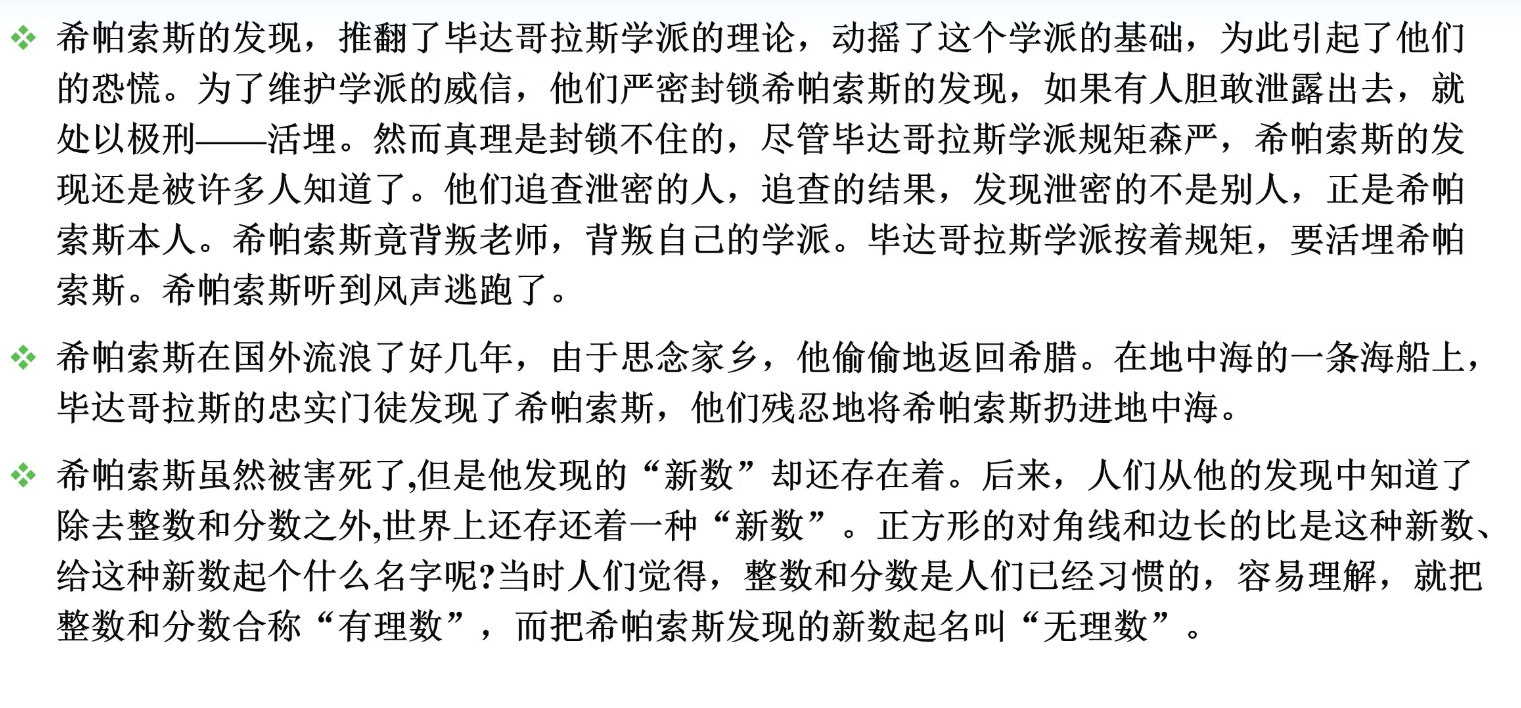 希帕索斯的发现，推翻了毕达哥拉斯学派的理论，动摇了这个学派的基础，为此引起了他们
的恐慌。为了维护学派的威信，他们严密封锁希帕索斯的发现，如果有人胆敢泄露出去，就
处以极刑——活埋。然而真理是封锁不住的，尽管毕达哥拉斯学派规矩森严，希帕索斯的发
现还是被许多人知道了。他们追查泄密的人，追查的结果，发现泄密的不是别人，正是希帕
索斯本人。希帕索斯竟背叛老师，背叛自己的学派。毕达哥拉斯学派按着规矩，要活埋希帕
索斯。希帕索斯听到风声逃跑了。
希帕索斯在国外流浪了好几年，由于思念家乡，他偷偷地返回希腊。在地中海的一条海船上，
毕达哥拉斯的忠实门徒发现了希帕索斯，他们残忍地将希帕索斯扔进地中海。
希帕索斯虽然被害死了,但是他发现的“新数”却还存在着。后来，人们从他的发现中知道了
除去整数和分数之外,世界上还存还着一种“新数”。正方形的对角线和边长的比是这种新数、
给这种新数起个什么名字呢?当时人们觉得，整数和分数是人们已经习惯的，容易理解，就把
整数和分数合称“有理数”，而把希帕索斯发现的新数起名叫“无理数”。